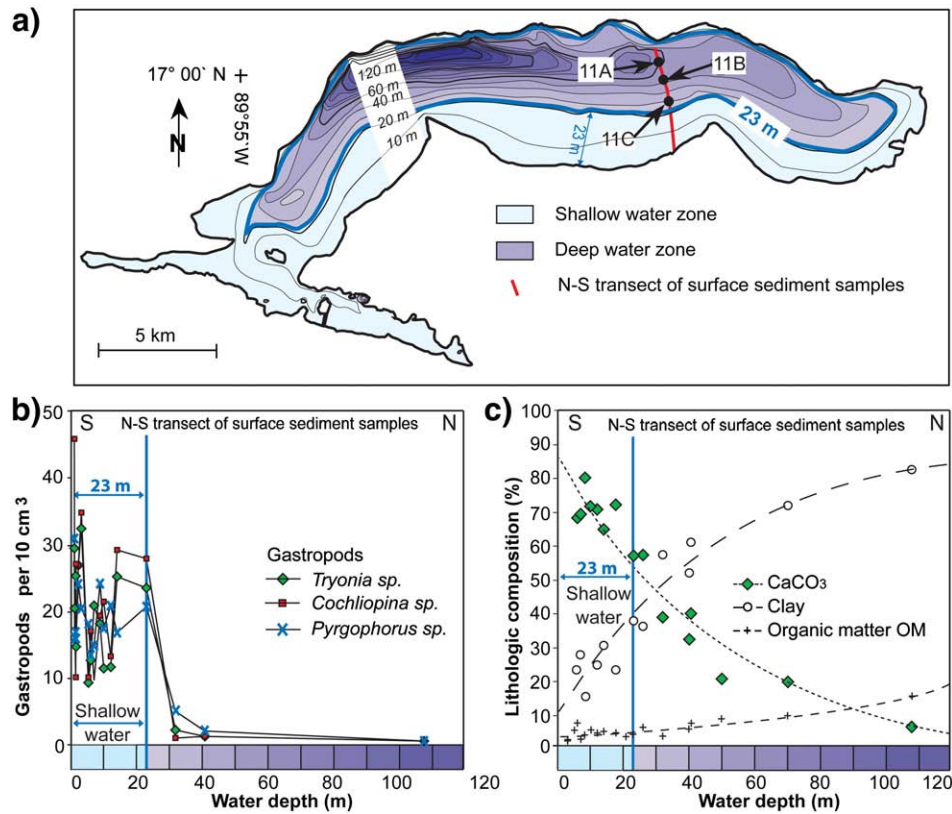 a)
17° 00` N + 89°55`W
N
120 m
60 m
40 m
20 m
10 m
11A
11B
11C
23 m
23 m
Shallow water zone
Deep water zone
N-S transect of surface sediment samples
5 km
b)
S N-S transect of surface sediment samples
23 m
Gastropods
Tryonia sp.
Cochliopina sp.
Pyrgophorus sp.
Shallow
water
Gastropods per 10 cm³
50
40
30
20
10
0
0 20 40 60 80 100 120
Water depth (m)
c)
S N
N-S transect of surface sediment samples
23 m
Shallow
water
CaCO₃
Clay
Organic matter OM
Lithologic composition (%)
100
90
80
70
60
50
40
30
20
10
0
0 20 40 60 80 100 120
Water depth (m)